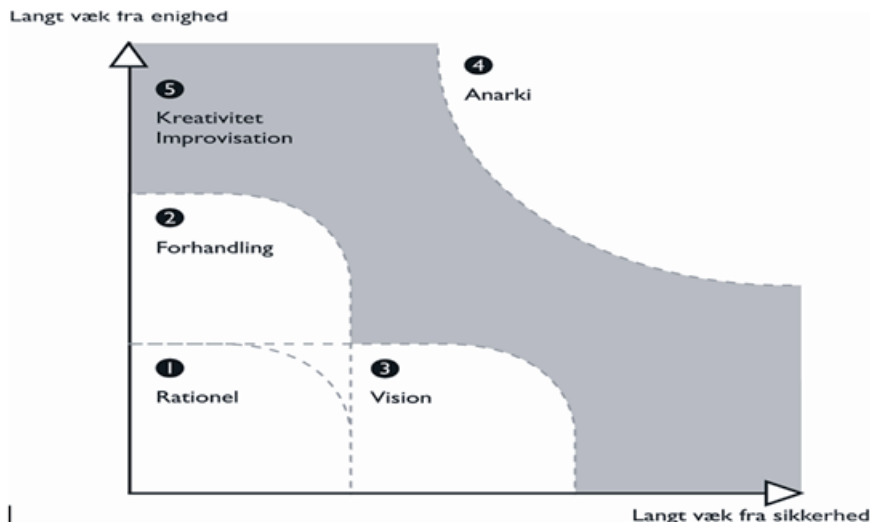 Langt væk fra enighed
5
Kreativitet
Improvisation
4
Anarki
2
Forhandling
1
Rationel
3
Vision
Langt væk fra sikkerhed